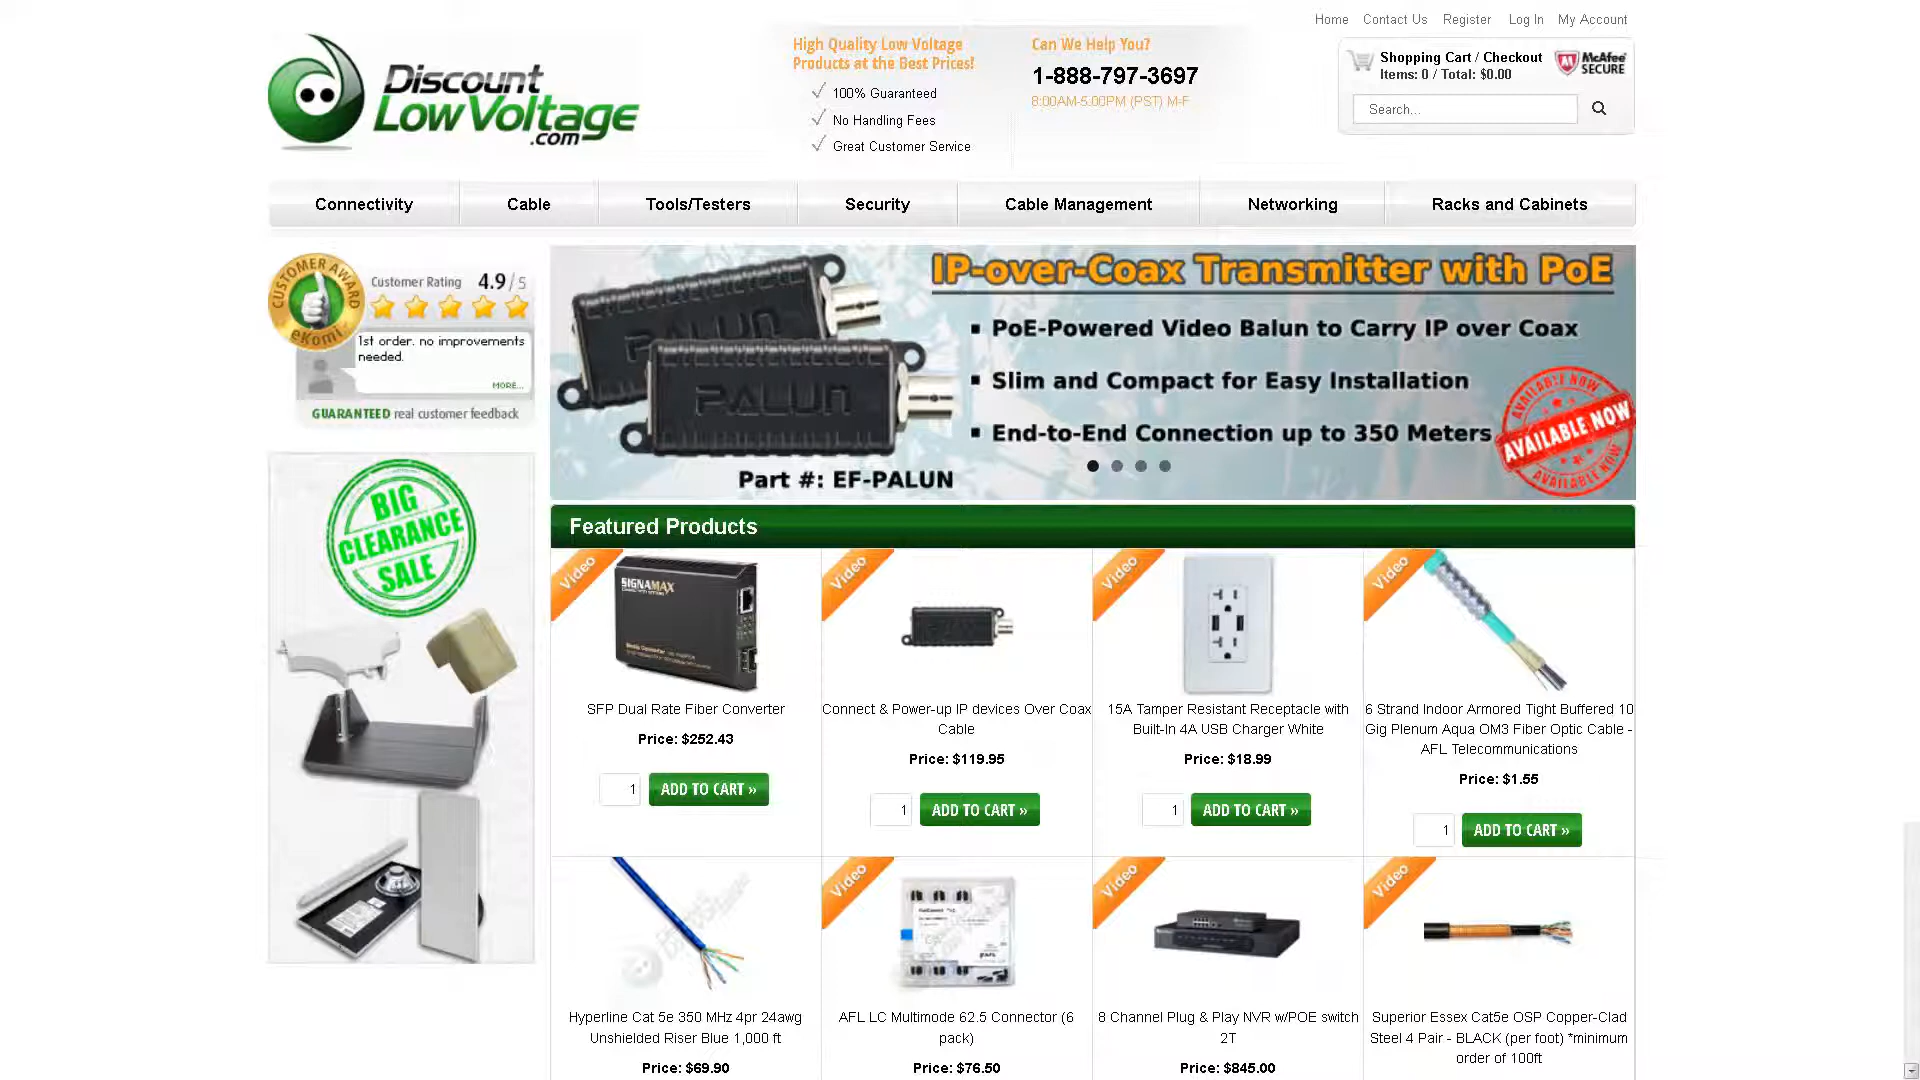 Home Contact Us Register Log In My Account
Discount
LowVoltage
.com
High Quality Low Voltage
Products at the Best Prices!
100% Guaranteed
No Handling Fees
Great Customer Service
Can We Help You?
1-888-797-3697
8:00AM-5:00PM (PST) M-F
Shopping Cart / Checkout
Items: 0 / Total: $0.00
McAfee
SECURE
Search...
Connectivity Cable Tools/Testers Security Cable Management Networking Racks and Cabinets
CUSTOMER AWARD
eKomi
Customer Rating 4.9/5
1st order. no improvements
needed.
MORE...
GUARANTEED real customer feedback
BIG
CLEARANCE
SALE
IP-over-Coax Transmitter with PoE
PoE-Powered Video Balun to Carry IP over Coax
Slim and Compact for Easy Installation
End-to-End Connection up to 350 Meters
PALUN
PALUN
Part #: EF-PALUN
AVAILABLE NOW
AVAILABLE NOW
AVAILABLE
Featured Products
Video
SIGNAMAX
SFP Dual Rate Fiber Converter
Price: $252.43
1 ADD TO CART »
Video
Connect & Power-up IP devices Over Coax
Cable
Price: $119.95
1 ADD TO CART »
Video
15A Tamper Resistant Receptacle with
Built-In 4A USB Charger White
Price: $18.99
1 ADD TO CART »
Video
6 Strand Indoor Armored Tight Buffered 10
Gig Plenum Aqua OM3 Fiber Optic Cable -
AFL Telecommunications
Price: $1.55
1 ADD TO CART »
Hyperline Cat 5e 350 MHz 4pr 24awg
Unshielded Riser Blue 1,000 ft
Price: $69.90
Video
AFL LC Multimode 62.5 Connector (6
pack)
Price: $76.50
Video
8 Channel Plug & Play NVR w/POE switch
2T
Price: $845.00
Video
Superior Essex Cat5e OSP Copper-Clad
Steel 4 Pair - BLACK (per foot) *minimum
order of 100ft